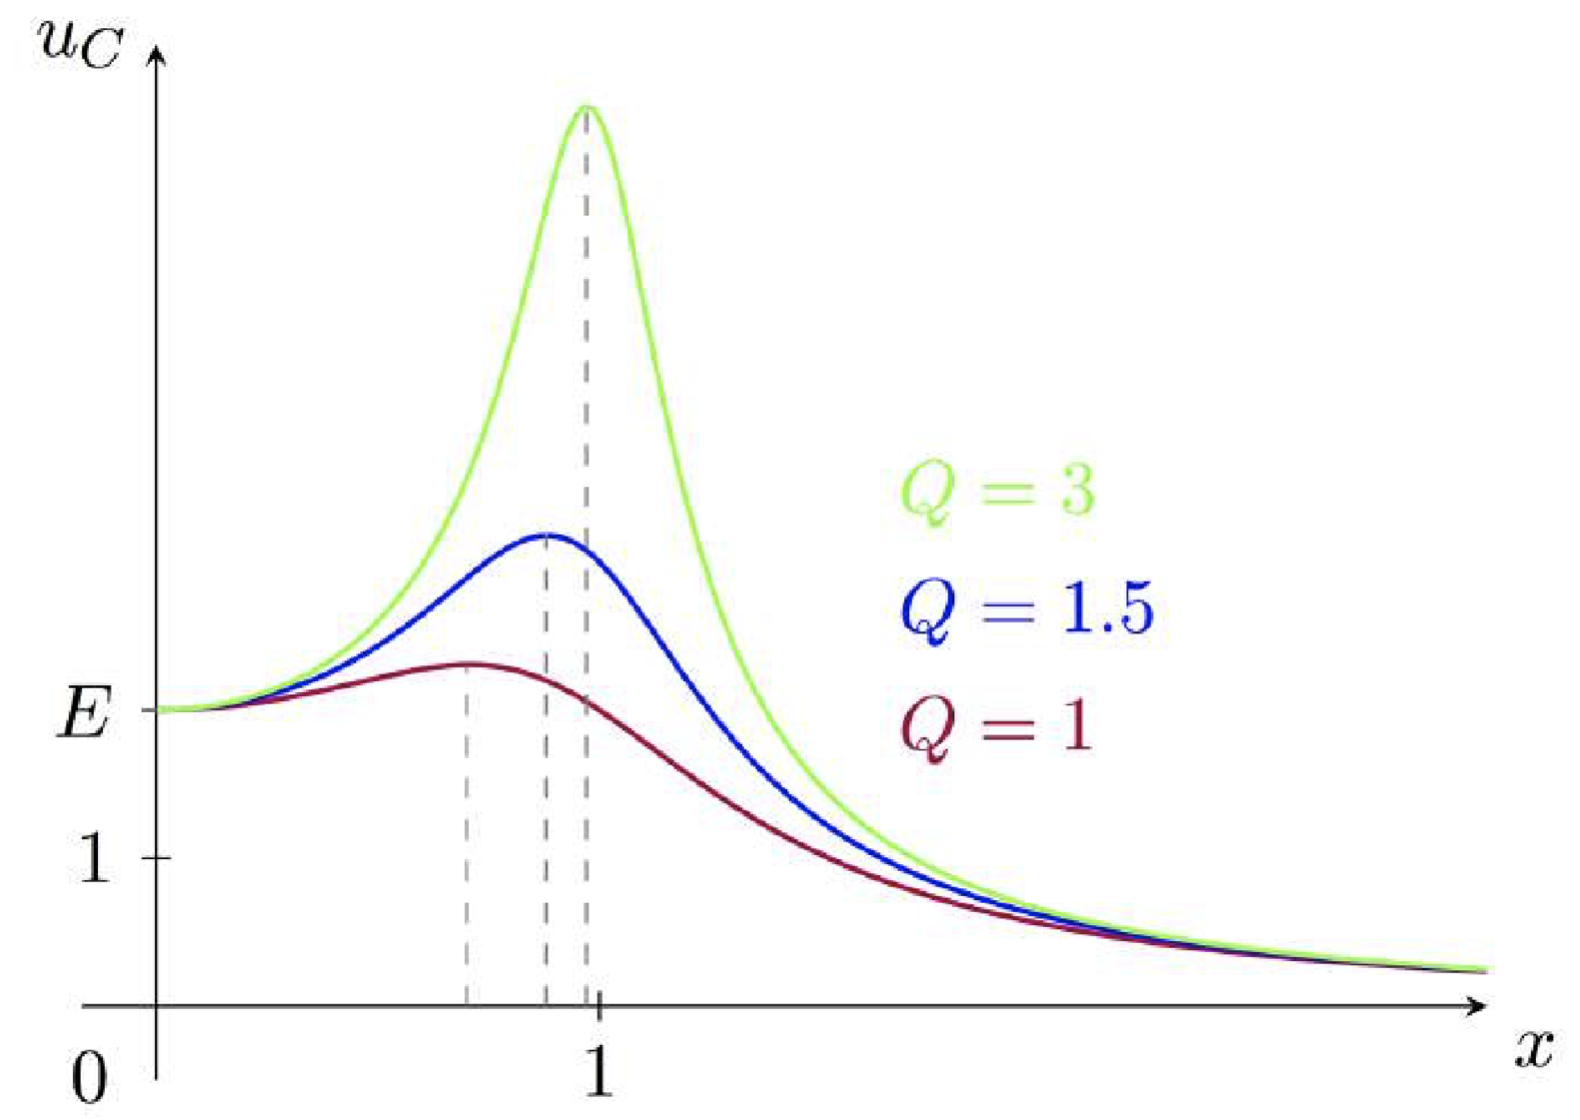 u_C
Q = 3
Q = 1.5
E
Q = 1
1
0
1
x